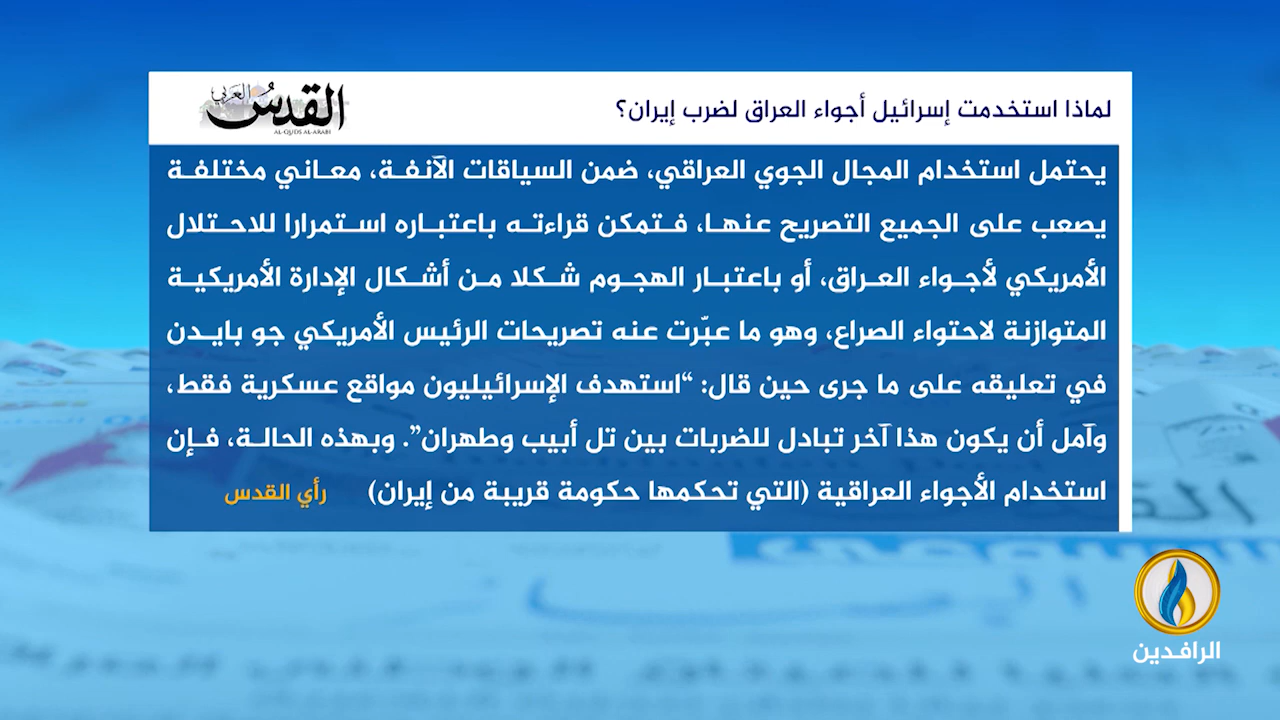 لماذا استخدمت إسرائيل أجواء العراق لضرب إيران؟
القدس العربي
AL-QUDS AL-ARABI
يحتمل استخدام المجال الجوي العراقي، ضمن السياقات الآنفة، معاني مختلفة
يصعب على الجميع التصريح عنها، فتمكن قراءته باعتباره استمرارا للاحتلال
الأمريكي لأجواء العراق، أو باعتبار الهجوم شكلا من أشكال الإدارة الأمريكية
المتوازنة لاحتواء الصراع، وهو ما عبّرت عنه تصريحات الرئيس الأمريكي جو بايدن
في تعليقه على ما جرى حين قال: “استهدف الإسرائيليون مواقع عسكرية فقط،
وآمل أن يكون هذا آخر تبادل للضربات بين تل أبيب وطهران”. وبهذه الحالة، فإن
استخدام الأجواء العراقية (التي تحكمها حكومة قريبة من إيران) رأي القدس
الرافدين